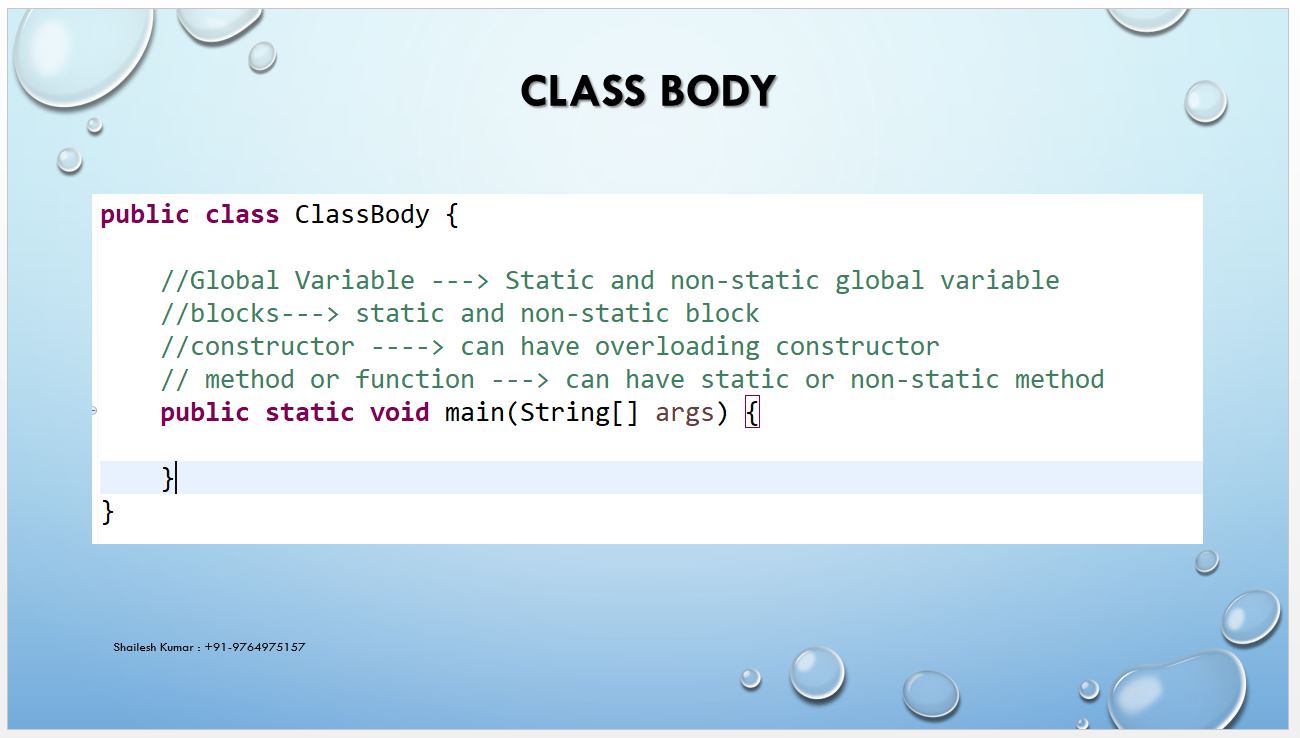 CLASS BODY
public class ClassBody {
//Global Variable ---> Static and non-static global variable
//blocks---> static and non-static block
//constructor ----> can have overloading constructor
// method or function ---> can have static or non-static method
public static void main(String[] args) {
}
}
Shailesh Kumar : +91-9764975157